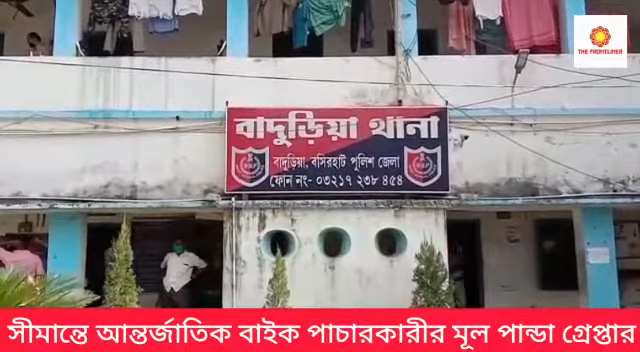 THE FRONTLINER
বাদুড়িয়া থানা
বাদুড়িয়া, বসিরহাট পুলিশ জেলা
ফোন নং- ০৩২১৭ ২৩৮ ৪৫৪
সীমান্তে আন্তর্জাতিক বাইক পাচারকারীর মূল পান্ডা গ্রেপ্তার